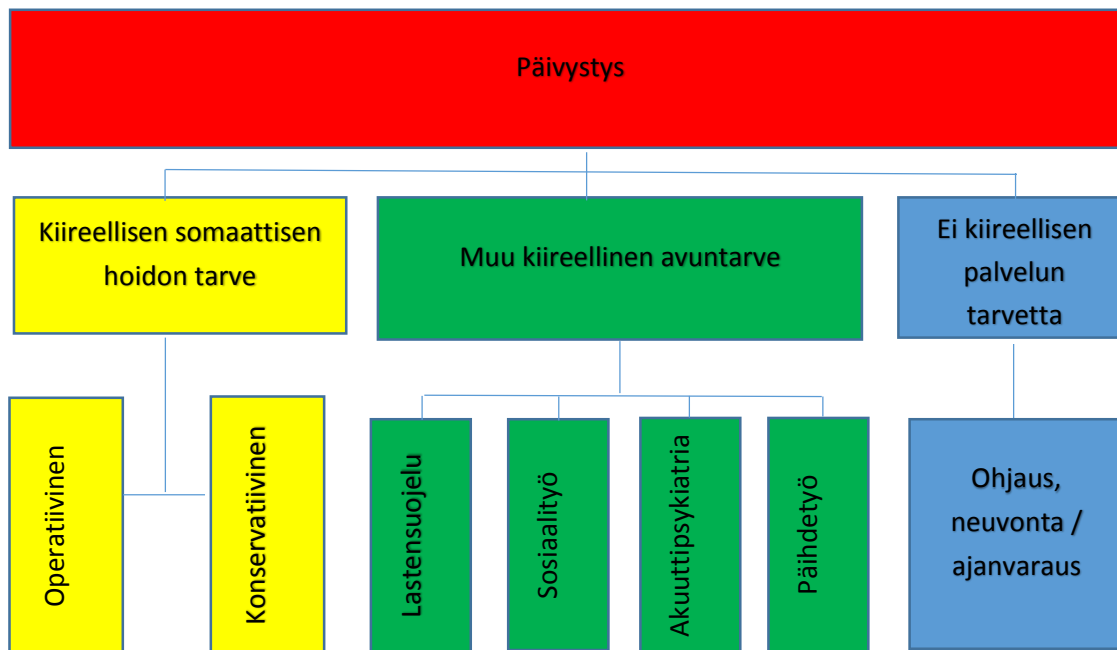 Päivystys
Kiireellisen somaattisen
hoidon tarve
Muu kiireellinen avuntarve
Ei kiireellisen
palvelun
tarvetta
Operatiivinen
Konservatiivinen
Lastensuojelu
Sosiaalityö
Akuuttipsykiatria
Päihdetyö
Ohjaus,
neuvonta /
ajanvaraus